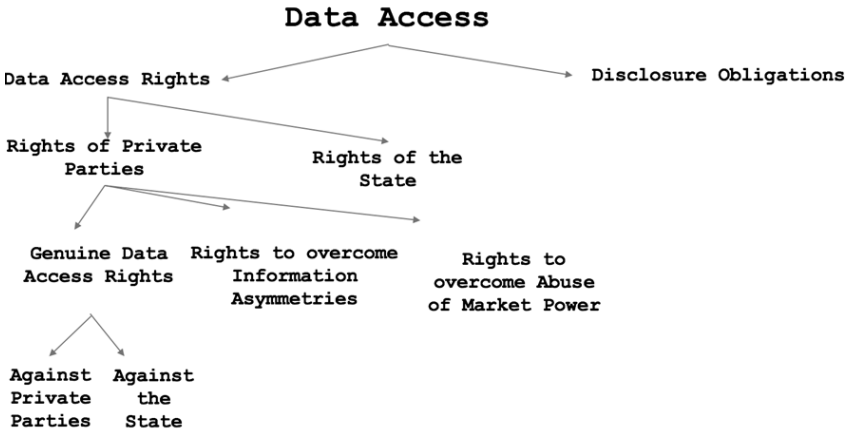 Data Access
Data Access Rights
Disclosure Obligations
Rights of Private
Parties
Rights of the
State
Genuine Data
Access Rights
Rights to overcome
Information
Asymmetries
Rights to
overcome Abuse
of Market Power
Against
Private
Parties
Against
the
State